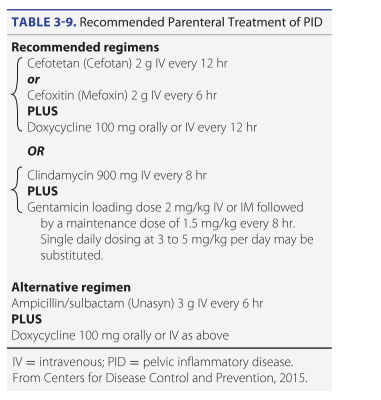 TABLE 3-9. Recommended Parenteral Treatment of PID
Recommended regimens
Cefotetan (Cefotan) 2 g IV every 12 hr
or
Cefoxitin (Mefoxin) 2 g IV every 6 hr
PLUS
Doxycycline 100 mg orally or IV every 12 hr
OR
Clindamycin 900 mg IV every 8 hr
PLUS
Gentamicin loading dose 2 mg/kg IV or IM followed
by a maintenance dose of 1.5 mg/kg every 8 hr.
Single daily dosing at 3 to 5 mg/kg per day may be
substituted.
Alternative regimen
Ampicillin/sulbactam (Unasyn) 3 g IV every 6 hr
PLUS
Doxycycline 100 mg orally or IV as above
IV = intravenous; PID = pelvic inflammatory disease.
From Centers for Disease Control and Prevention, 2015.